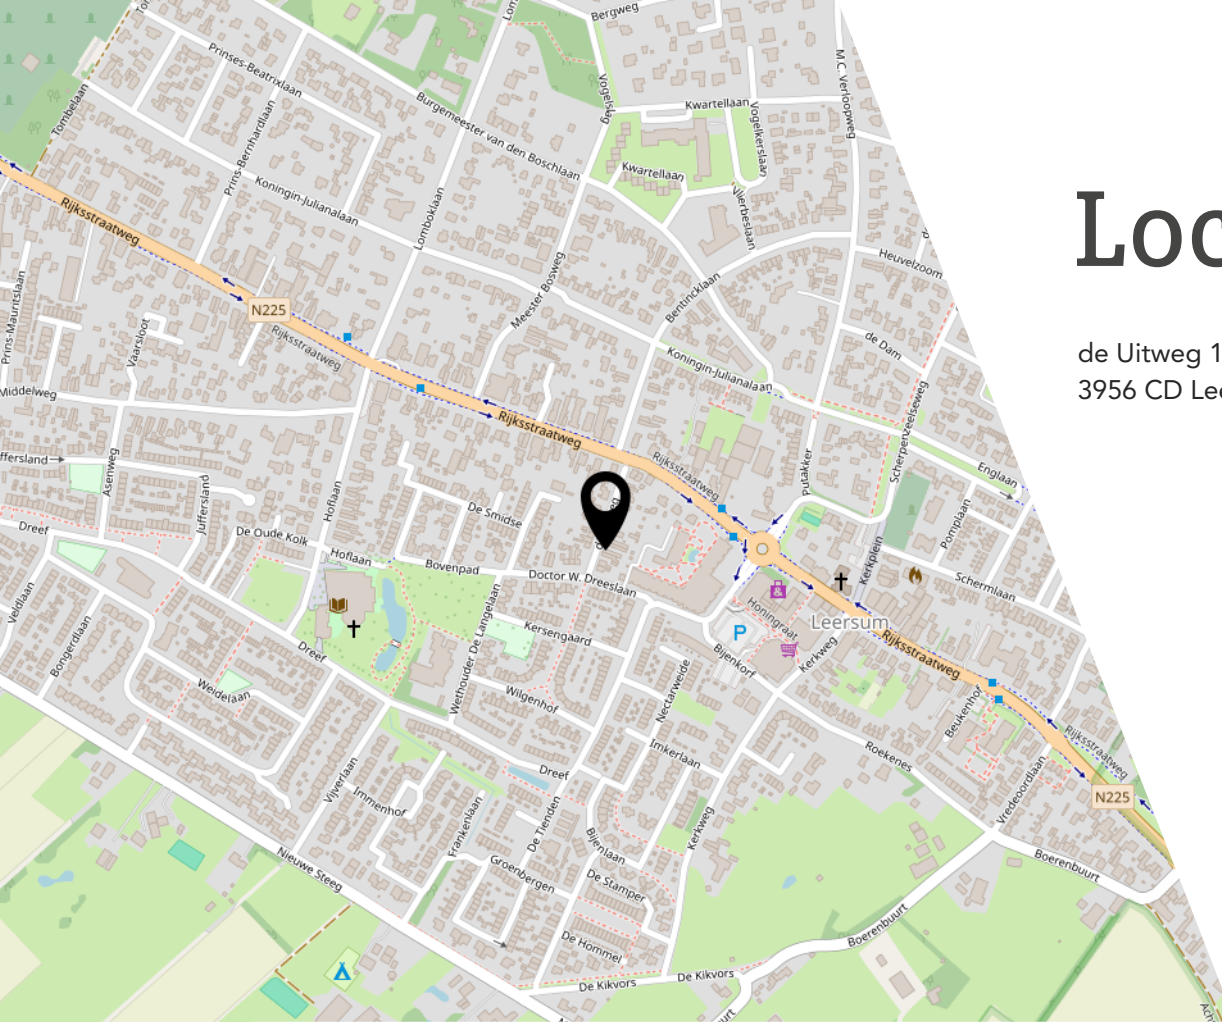 Loc
de Uitweg 1
3956 CD Lee
Bergweg
Prinses-Beatrixlaan
Burgemeester van den Boschlaan
Vogelsang
Kwartellaan
M.C. Verloopweg
Vogelkerslaan
Kwartellaan
Tombelaan
Prins-Bernhardlaan
Koningin-Julianalaan
Lomboklaan
Vlierbeslaan
Rijksstraatweg
Meester Bosweg
Bentincklaan
Heuvelzoom
Prins-Mauritslaan
N225
Rijksstraatweg
Vaarsloot
de Dam
Koningin-Julianalaan
Middelweg
Rijksstraatweg
Scherpenzeelseweg
Rijksstraatweg
Putakker
Englaan
ffersland
Asenweg
Juffersland
Hoflaan
De Smidse
Pomplaan
Dreef
De Oude Kolk
Hoflaan
Bovenpad
Doctor W. Dreeslaan
Kerkplein
Schermlaan
Veldlaan
Bongerdlaan
Dreef
Wethouder De Langelaan
Kersengaard
Honingraat
Leersum
P
Bijenkorf
Kerkweg
Rijksstraatweg
Weidelaan
Wilgenhof
Nectarweide
Beukenhof
Imkerlaan
Roekenes
Rijksstraatweg
Dreef
Vijverlaan
Immenhof
Vredeoordlaan
N225
Frankenlaan
De Tienden
Bijenlaan
Kerkweg
Nieuwe Steeg
Groenbergen
De Stamper
Boerenbuurt
De Hommel
Boerenbuurt
De Kikvors
De Kikvors